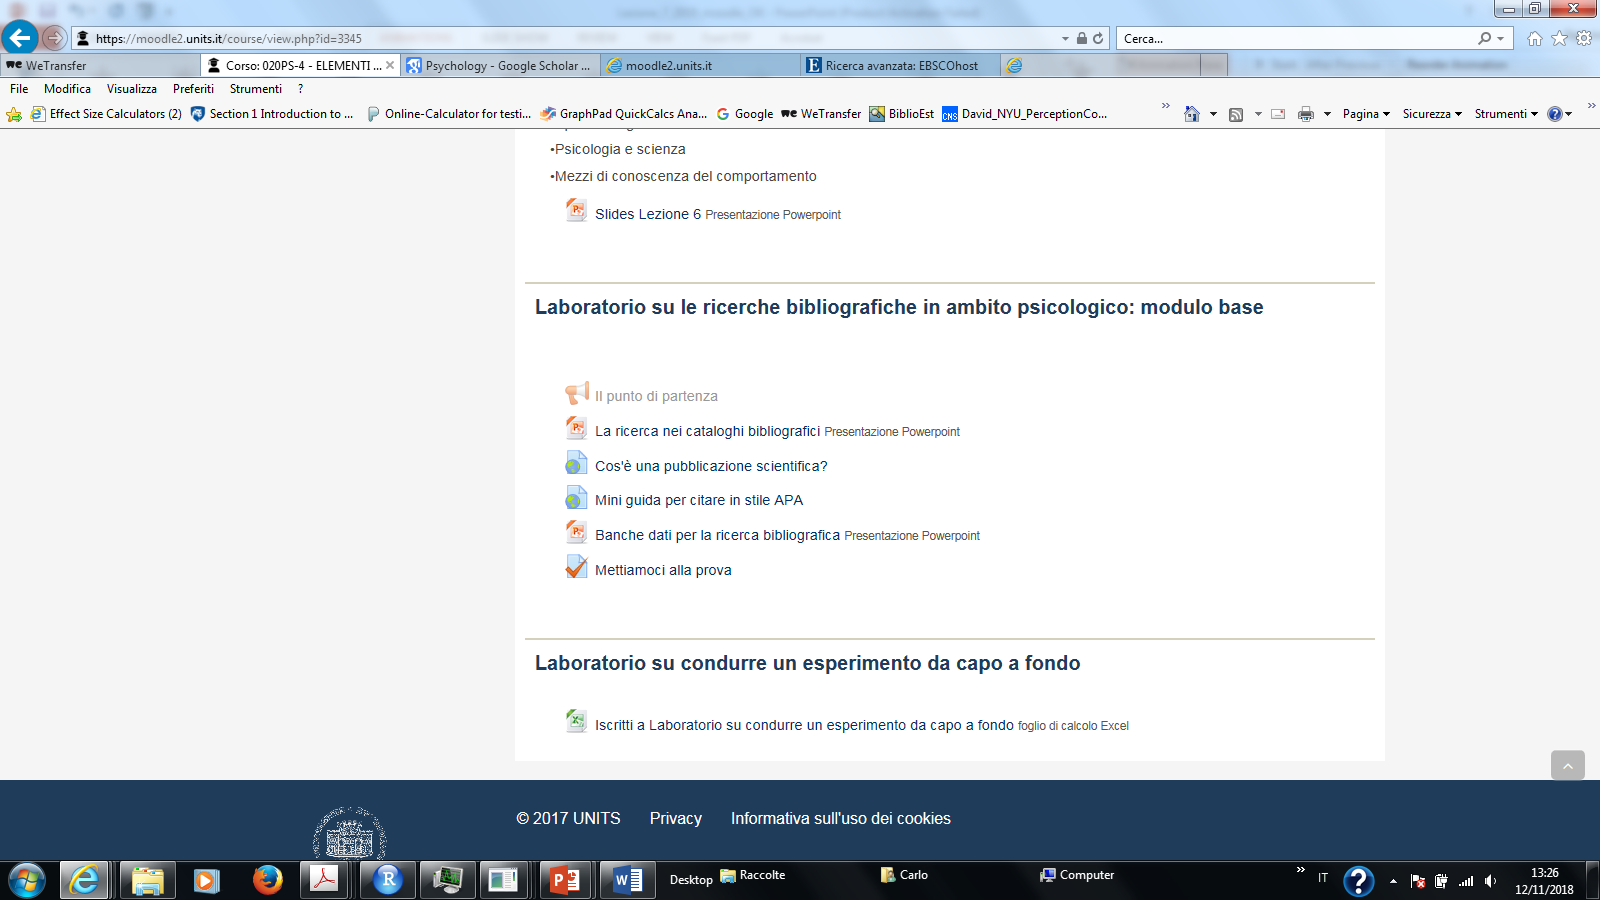 https://moodle2.units.it/course/view.php?id=3345
Cerca...
WeTransfer
Corso: 020PS-4 - ELEMENTI ...
Psychology - Google Scholar ...
moodle2.units.it
Ricerca avanzata: EBSCOhost
File Modifica Visualizza Preferiti Strumenti ?
Effect Size Calculators (2) Section 1 Introduction to ... Online-Calculator for testi... GraphPad QuickCalcs Ana... Google WeTransfer BiblioEst David_NYU_PerceptionCo... » Pagina Sicurezza Strumenti »
•Psicologia e scienza
•Mezzi di conoscenza del comportamento
Slides Lezione 6 Presentazione Powerpoint
Laboratorio su le ricerche bibliografiche in ambito psicologico: modulo base
Il punto di partenza
La ricerca nei cataloghi bibliografici Presentazione Powerpoint
Cos'è una pubblicazione scientifica?
Mini guida per citare in stile APA
Banche dati per la ricerca bibliografica Presentazione Powerpoint
Mettiamoci alla prova
Laboratorio su condurre un esperimento da capo a fondo
Iscritti a Laboratorio su condurre un esperimento da capo a fondo foglio di calcolo Excel
© 2017 UNITS Privacy Informativa sull'uso dei cookies
Desktop Raccolte Carlo Computer » IT 13:26
12/11/2018